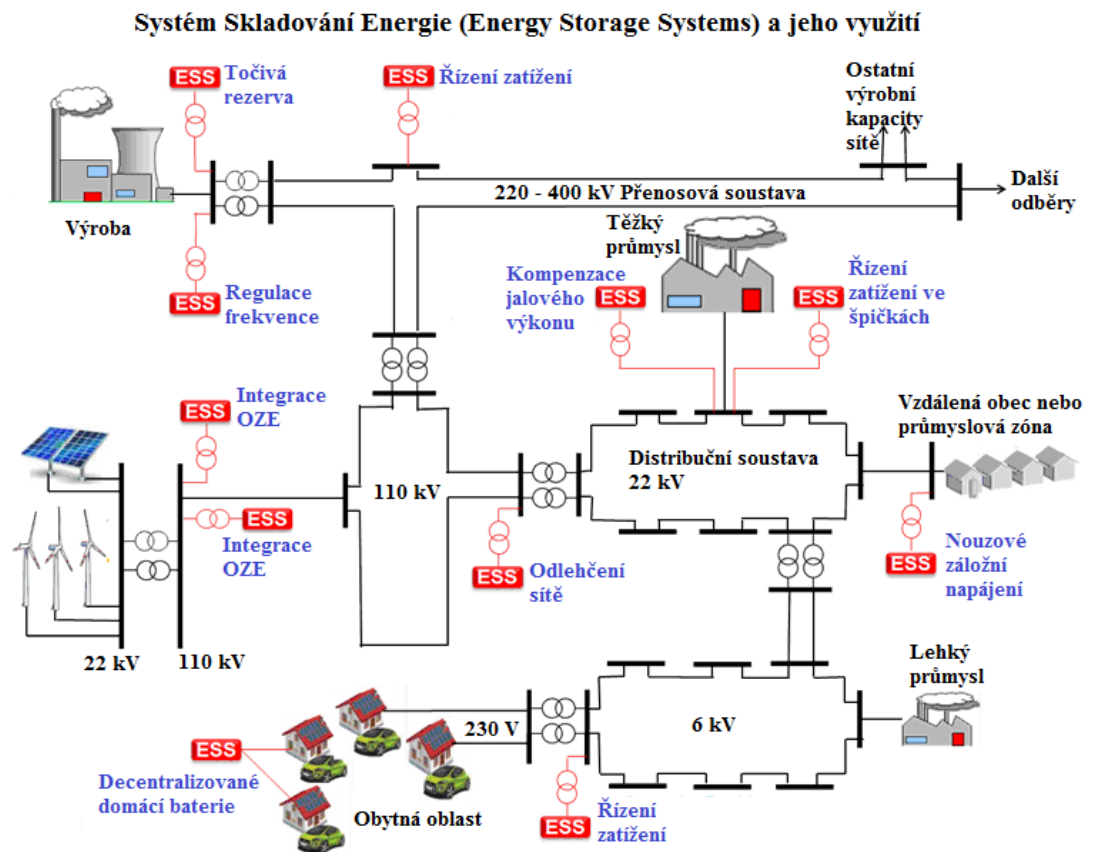 Systém Skladování Energie (Energy Storage Systems) a jeho využití
ESS
Točivá
rezerva
ESS
Řízení zatížení
Ostatní
výrobní
kapacity
sítě
Výroba
220 - 400 kV Přenosová soustava
Další
odběry
ESS
Regulace
frekvence
Těžký
průmysl
Kompenzace
jalového
výkonu
ESS
ESS
Řízení
zatížení ve
špičkách
ESS
Integrace
OZE
ESS
Integrace
OZE
22 kV
110 kV
110 kV
Distribuční soustava
22 kV
Vzdálená obec nebo
průmyslová zóna
ESS
Odlehčení
sítě
ESS
Nouzové
záložní
napájení
Lehký
průmysl
6 kV
230 V
ESS
Decentralizované
domácí baterie
Obytná oblast
ESS
Řízení
zatížení